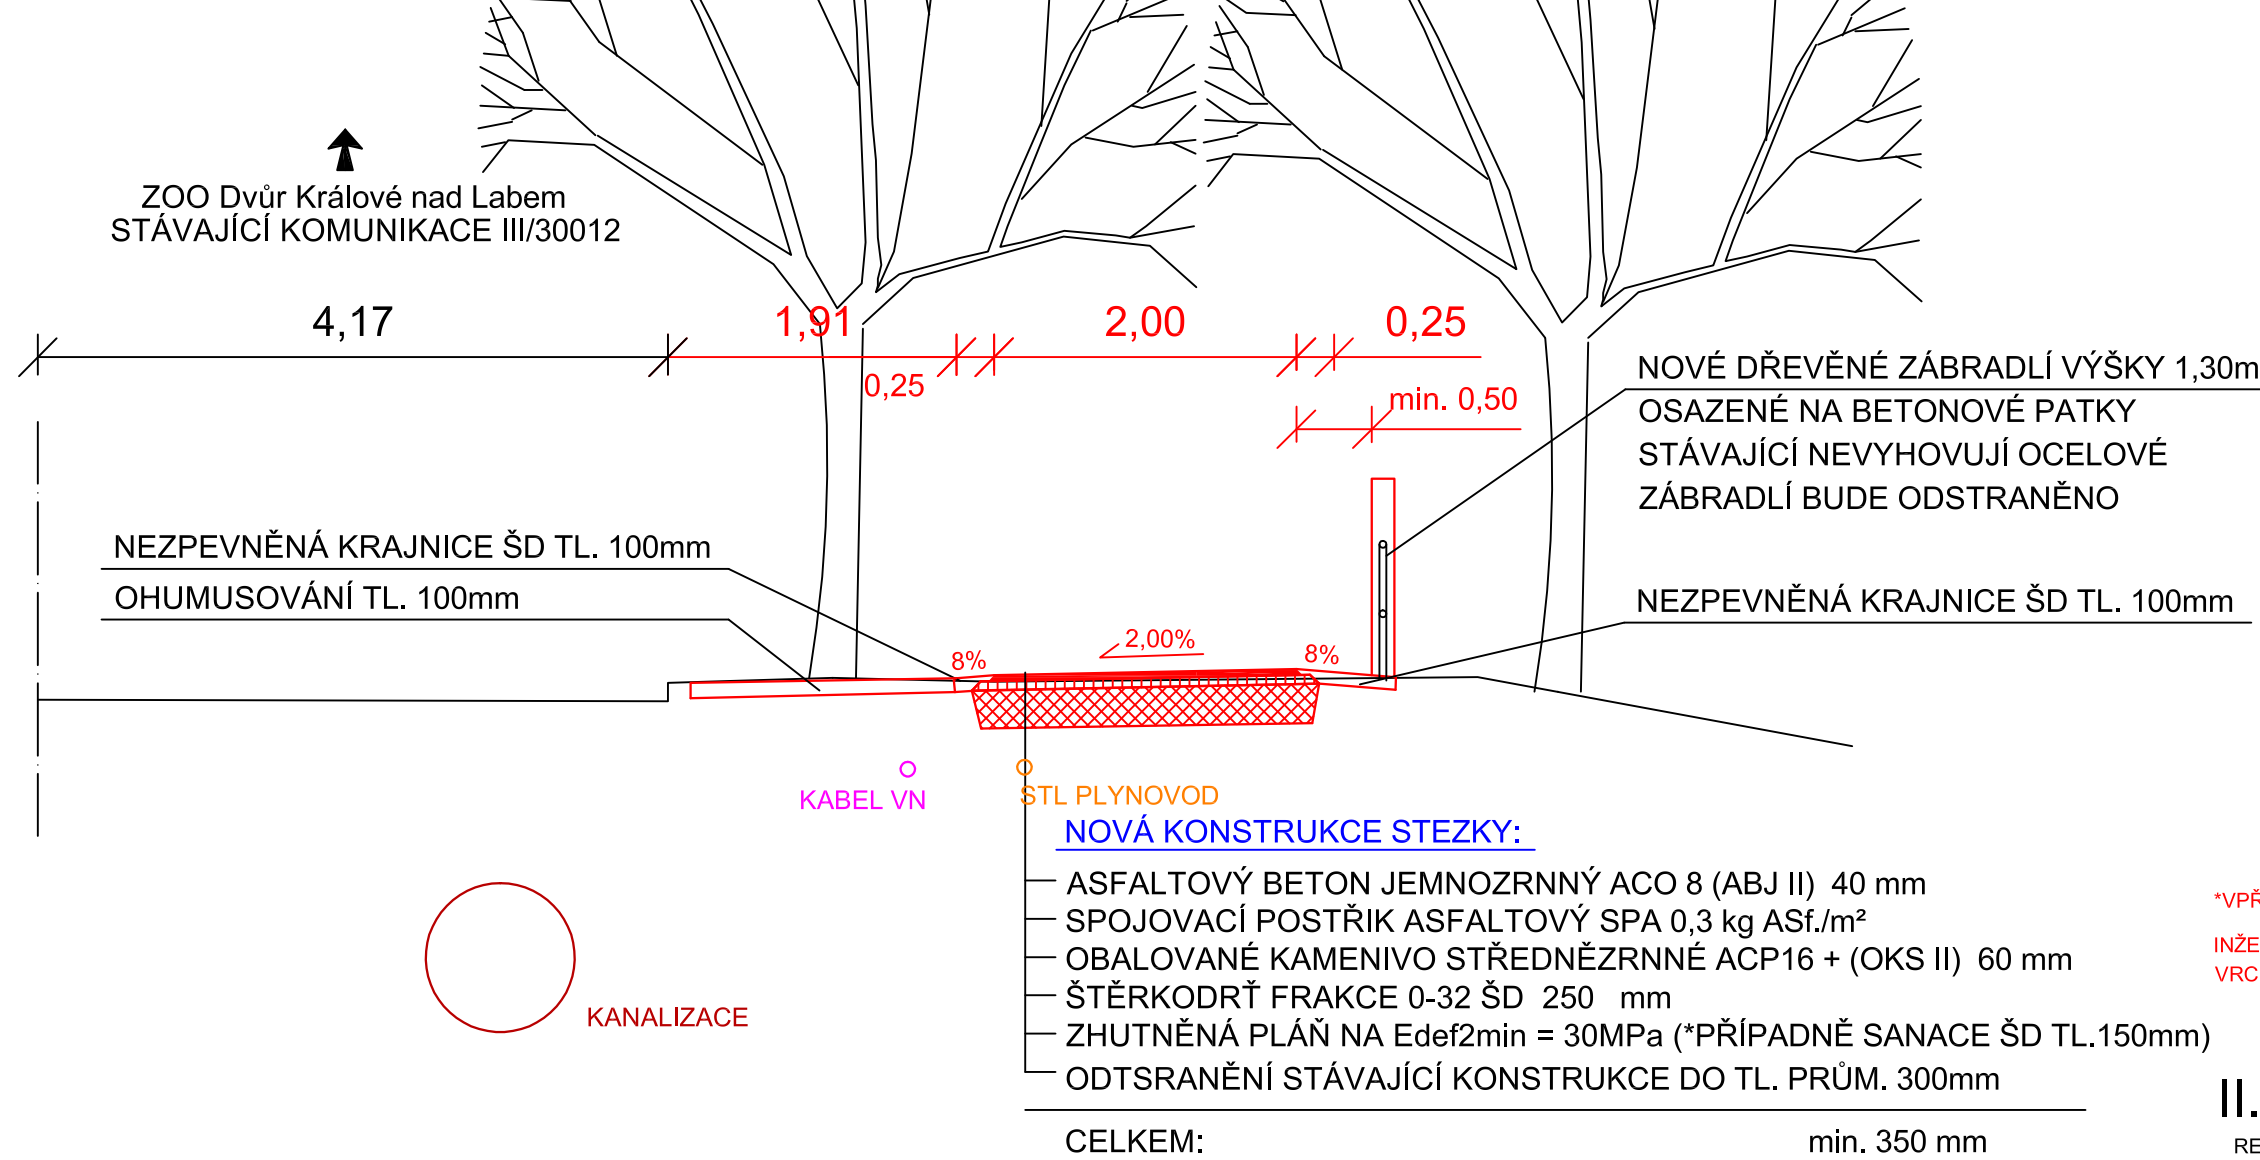 ZOO Dvůr Králové nad Labem
STÁVAJÍCÍ KOMUNIKACE III/30012
4,17
1,91
2,00
0,25
0,25
min. 0,50
NOVÉ DŘEVĚNÉ ZÁBRADLÍ VÝŠKY 1,30m
OSAZENÉ NA BETONOVÉ PATKY
STÁVAJÍCÍ NEVYHOVUJÍ OCELOVÉ
ZÁBRADLÍ BUDE ODSTRANĚNO
NEZPEVNĚNÁ KRAJNICE ŠD TL. 100mm
OHUMUSOVÁNÍ TL. 100mm
NEZPEVNĚNÁ KRAJNICE ŠD TL. 100mm
8%
2,00%
8%
KABEL VN
STL PLYNOVOD
NOVÁ KONSTRUKCE STEZKY:
ASFALTOVÝ BETON JEMNOZRNNÝ ACO 8 (ABJ II) 40 mm
SPOJOVACÍ POSTŘIK ASFALTOVÝ SPA 0,3 kg ASf./m²
OBALOVANÉ KAMENIVO STŘEDNĚZRNNÉ ACP16 + (OKS II) 60 mm
ŠTĚRKODRŤ FRAKCE 0-32 ŠD 250 mm
ZHUTNĚNÁ PLÁŇ NA Edef2min = 30MPa (*PŘÍPADNĚ SANACE ŠD TL.150mm)
ODTSRANĚNÍ STÁVAJÍCÍ KONSTRUKCE DO TL. PRŮM. 300mm
CELKEM: min. 350 mm
KANALIZACE
*VPŘ
INŽE
VRC
II.
RE